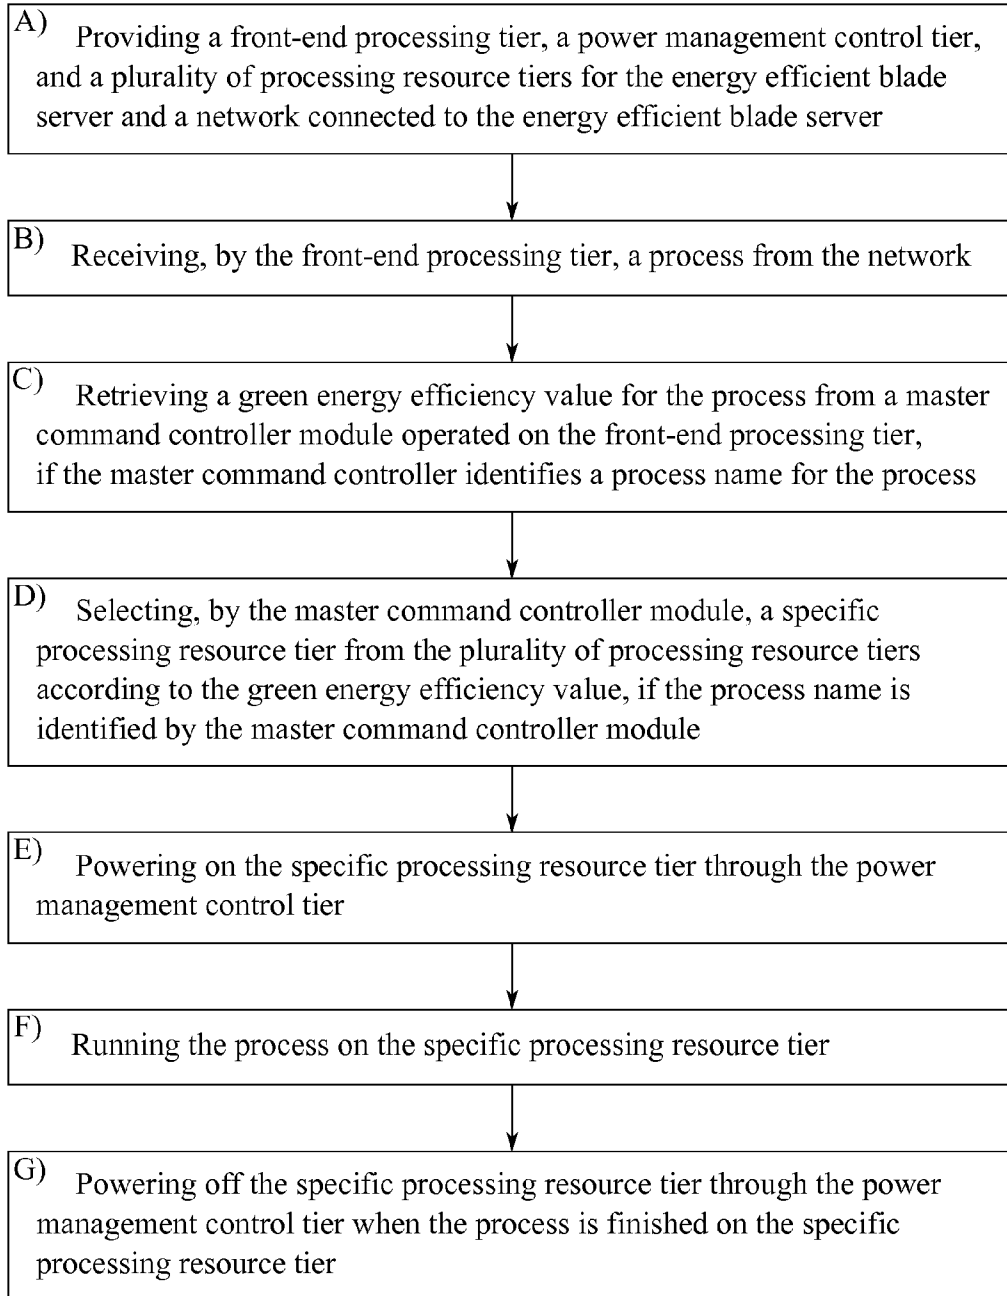 A) Providing a front-end processing tier, a power management control tier,
and a plurality of processing resource tiers for the energy efficient blade
server and a network connected to the energy efficient blade server
B) Receiving, by the front-end processing tier, a process from the network
C) Retrieving a green energy efficiency value for the process from a master
command controller module operated on the front-end processing tier,
if the master command controller identifies a process name for the process
D) Selecting, by the master command controller module, a specific
processing resource tier from the plurality of processing resource tiers
according to the green energy efficiency value, if the process name is
identified by the master command controller module
E) Powering on the specific processing resource tier through the power
management control tier
F) Running the process on the specific processing resource tier
G) Powering off the specific processing resource tier through the power
management control tier when the process is finished on the specific
processing resource tier